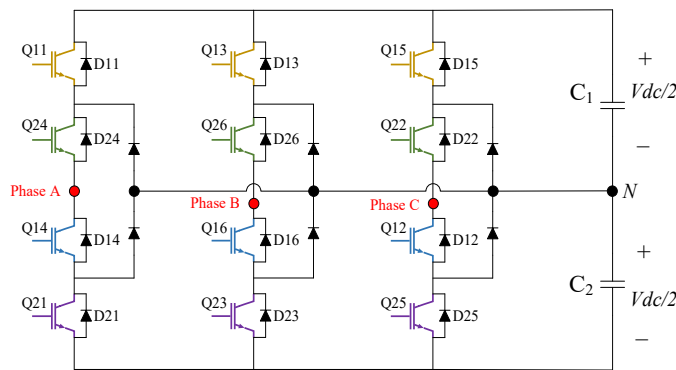 Q11
D11
Q13
D13
Q15
D15
+
C1
Vdc/2
−
Q24
D24
Q26
D26
Q22
D22
Phase A
Phase B
Phase C
N
Q14
D14
Q16
D16
Q12
D12
+
C2
Vdc/2
−
Q21
D21
Q23
D23
Q25
D25